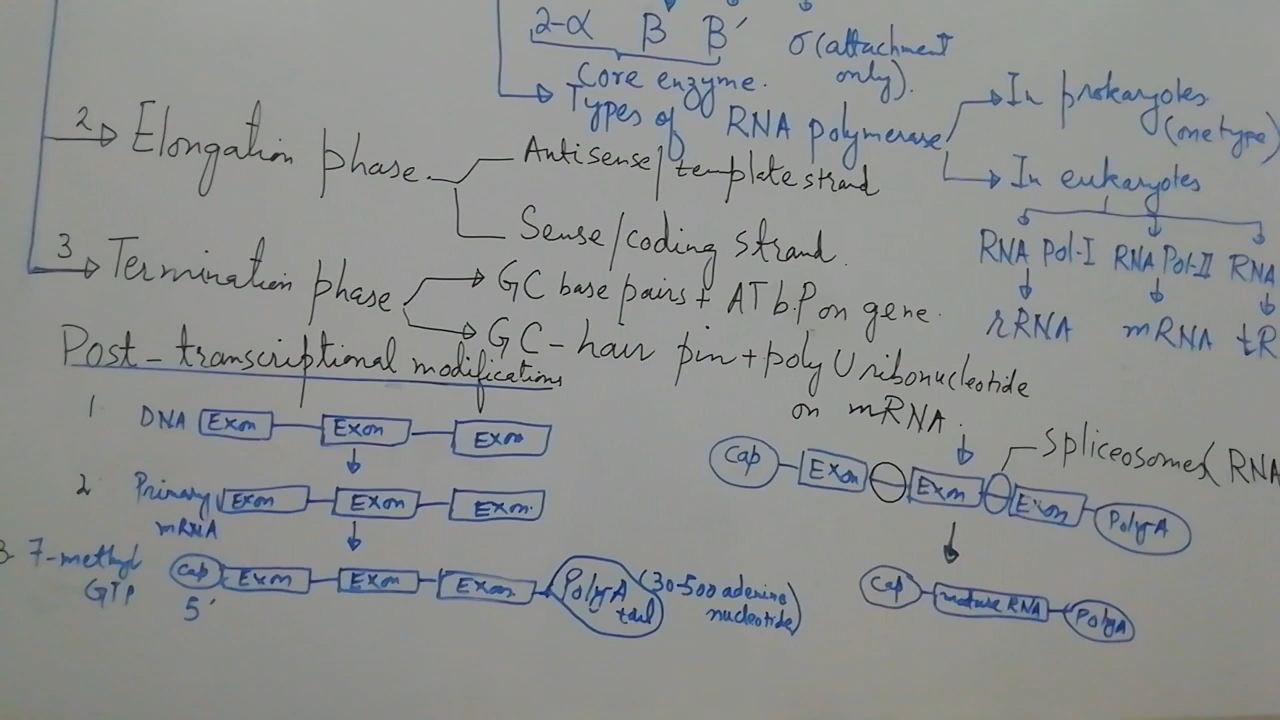 2-α β β′ σ (attachment only).
Core enzyme.
Types of RNA polymerase
In prokaryotes (one type)
In eukaryotes
RNA Pol-I RNA Pol-II RNA
rRNA mRNA tR
2 Elongation phase
Antisense/template strand
Sense/coding strand.
3 Termination phase
GC base pairs + AT b.P on gene.
GC-hair pin + poly U ribonucleotide
on mRNA.
Post-transcriptional modifications
1 DNA Exon Exon Exon
2 Primary mRNA Exon Exon Exon.
3- 7-methyl GTP Cap Exon Exon Exon Poly A tail (30-500 adenine nucleotide)
5′
Spliceosomes (RNA
Cap Exon Exon Exon Poly A
Cap mature RNA Poly A